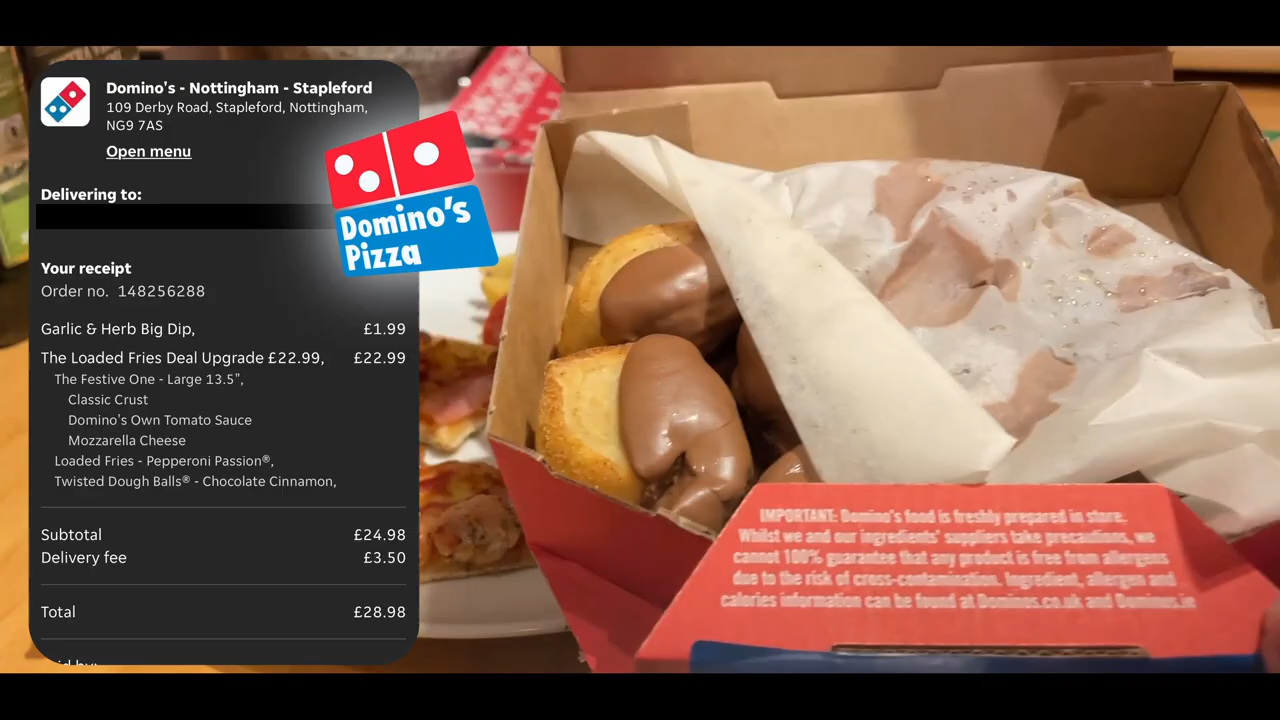 Domino's - Nottingham - Stapleford
109 Derby Road, Stapleford, Nottingham,
NG9 7AS
Open menu
Delivering to:
Your receipt
Order no. 148256288
Garlic & Herb Big Dip, £1.99
The Loaded Fries Deal Upgrade £22.99, £22.99
The Festive One - Large 13.5",
Classic Crust
Domino's Own Tomato Sauce
Mozzarella Cheese
Loaded Fries - Pepperoni Passion®,
Twisted Dough Balls® - Chocolate Cinnamon,
Subtotal £24.98
Delivery fee £3.50
Total £28.98
Domino's
Pizza
IMPORTANT: Domino's food is freshly prepared in store.
Whilst we and our ingredients' suppliers take precautions, we
cannot 100% guarantee that any product is free from allergens
due to the risk of cross-contamination. Ingredient, allergen and
calories information can be found at Dominos.co.uk and Dominos.ie